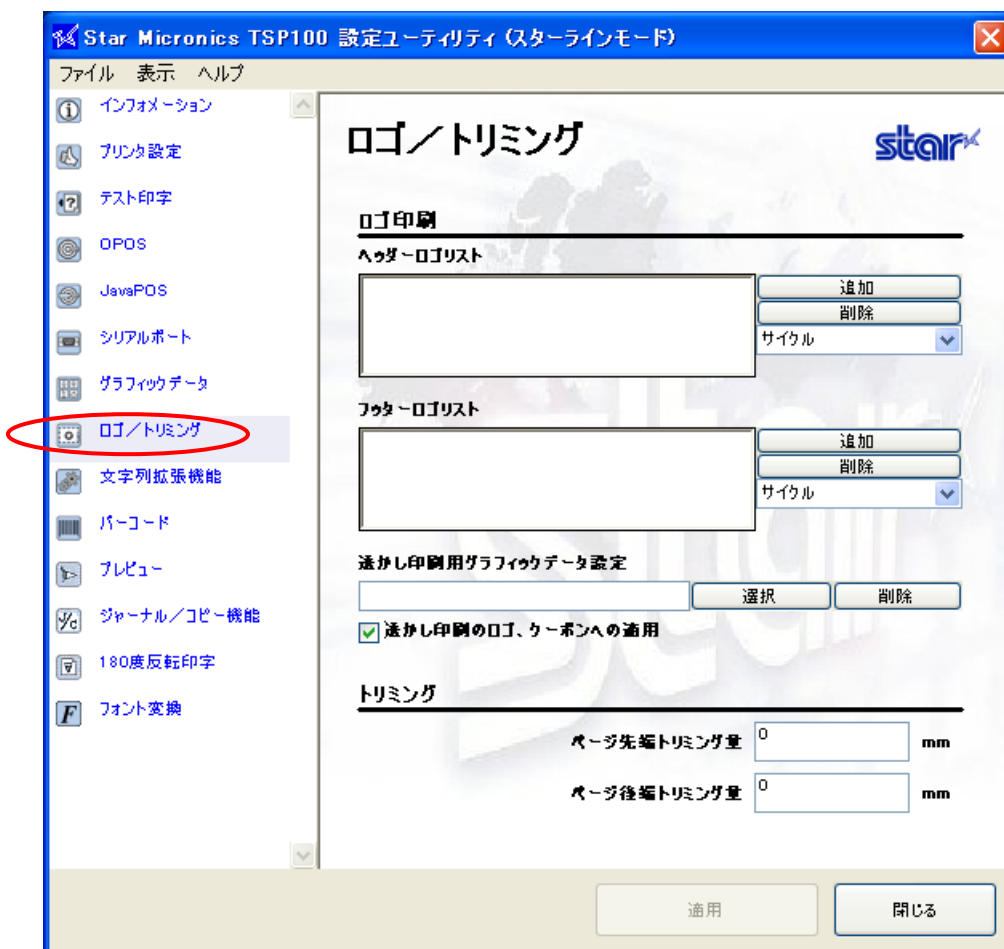 Star Micronics TSP100 設定ユーティリティ (スターラインモード)
ファイル 表示 ヘルプ
インフォメーション
プリンタ設定
テスト印字
OPOS
JavaPOS
シリアルポート
グラフィックデータ
ロゴ／トリミング
文字列拡張機能
バーコード
プレビュー
ジャーナル／コピー機能
180度反転印字
フォント変換
ロゴ／トリミング
star
ロゴ印刷
ヘッダーロゴリスト
追加
削除
サイクル
フッターロゴリスト
追加
削除
サイクル
透かし印刷用グラフィックデータ設定
選択 削除
透かし印刷のロゴ、クーポンへの適用
トリミング
ページ先端トリミング量 0 mm
ページ後端トリミング量 0 mm
適用 閉じる